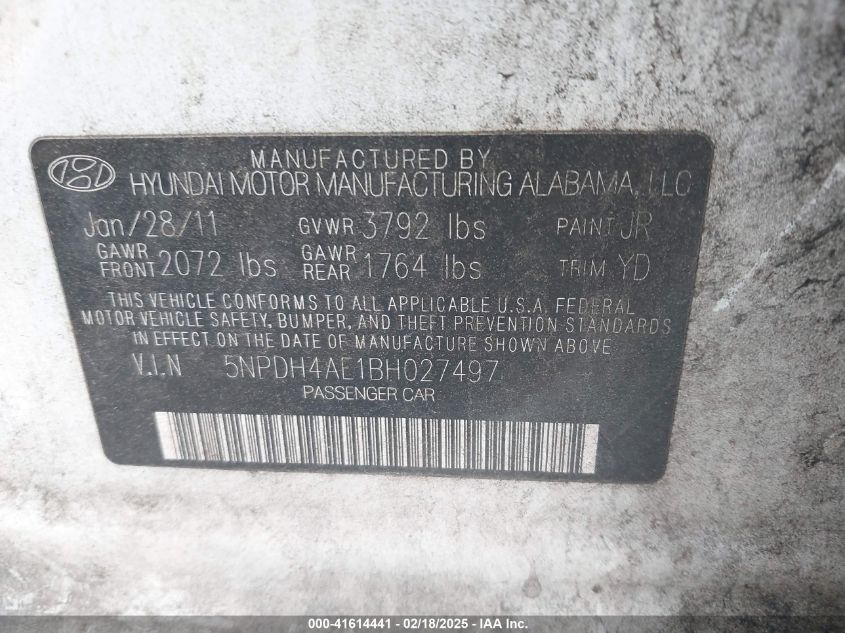 MANUFACTURED BY
HYUNDAI MOTOR MANUFACTURING ALABAMA, LLC
Jan/28/11 GVWR 3792 lbs PAINT JR
GAWR FRONT 2072 lbs GAWR REAR 1764 lbs TRIM YD
THIS VEHICLE CONFORMS TO ALL APPLICABLE U.S.A. FEDERAL
MOTOR VEHICLE SAFETY, BUMPER, AND THEFT PREVENTION STANDARDS
IN EFFECT ON THE DATE OF MANUFACTURE SHOWN ABOVE.
V.I.N 5NPDH4AE1BH027497
PASSENGER CAR
000-41614441 - 02/18/2025 - IAA Inc.